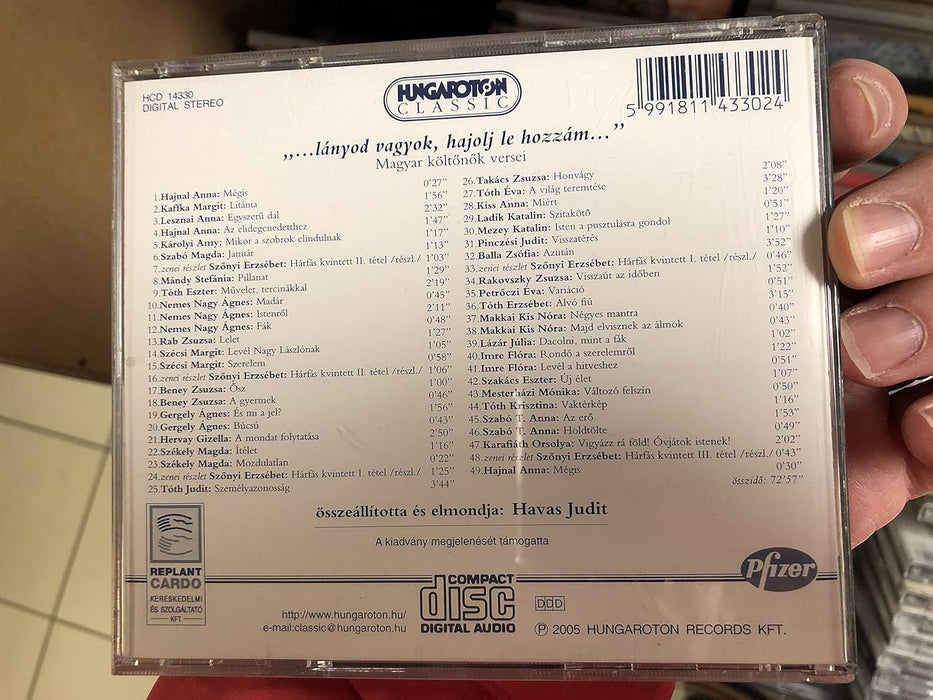 HCD 14330
DIGITAL STEREO
HUNGAROTON
CLASSIC
5 991811 433024
„...lányod vagyok, hajolj le hozzám...”
Magyar költőnők versei
1.Hajnal Anna: Mégis 0'27"
2.Kaffka Margit: Litánia 1'56"
3.Lesznai Anna: Egyszerű dal 2'32"
4.Hajnal Anna: Az elidegenedetthez 1'47"
5.Károlyi Amy: Mikor a szobrok elindulnak 1'17"
6.Szabó Magda: Január 1'13"
7.zenei részlet Szőnyi Erzsébet: Hárfás kvintett II. tétel /részl./ 1'03"
8.Mándy Stefánia: Pillanat 1'29"
9.Tóth Eszter: Művelet, tercinákkal 2'19"
10.Nemes Nagy Ágnes: Madár 0'45"
11.Nemes Nagy Ágnes: Istenről 2'11"
12.Nemes Nagy Ágnes: Fák 0'48"
13.Rab Zsuzsa: Lelet 1'27"
14.Szécsi Margit: Levél Nagy Lászlónak 1'05"
15.Szécsi Margit: Szerelem 0'58"
16.zenei részlet Szőnyi Erzsébet: Hárfás kvintett II. tétel /részl./ 1'06"
17.Beney Zsuzsa: Ősz 1'00"
18.Beney Zsuzsa: A gyermek 0'46"
19.Gergely Ágnes: És mi a jel? 1'56"
20.Gergely Ágnes: Búcsú 0'43"
21.Hervay Gizella: A mondat folytatása 2'50"
22.Székely Magda: Ítélet 1'16"
23.Székely Magda: Mozdulatlan 0'22"
24.zenei részlet Szőnyi Erzsébet: Hárfás kvintett I. tétel /részl./ 1'25"
25.Tóth Judit: Személyazonosság 3'44"
26.Takács Zsuzsa: Honvágy 2'08"
27.Tóth Éva: A világ teremtése 3'28"
28.Kiss Anna: Miért 1'20"
29.Ladik Katalin: Szitakötő 0'51"
30.Mezey Katalin: Isten a pusztulásra gondol 1'27"
31.Pinczési Judit: Visszatérés 1'10"
32.Balla Zsófia: Azután 3'52"
33.zenei részlet Szőnyi Erzsébet: Hárfás kvintett I. tétel /részl./ 0'46"
34.Rakovszky Zsuzsa: Visszaút az időben 1'52"
35.Petrőczi Éva: Variáció 0'51"
36.Tóth Erzsébet: Alvó fiú 3'15"
37.Makkai Kis Nóra: Négyes mantra 0'40"
38.Makkai Kis Nóra: Majd elvisznek az álmok 0'43"
39.Lázár Júlia: Dacolni, mint a fák 1'02"
40.Imre Flóra: Rondó a szerelemről 1'22"
41.Imre Flóra: Levél a hitveshez 0'51"
42.Szakács Eszter: Új élet 1'07"
43.Mesterházi Mónika: Változó felszín 0'50"
44.Tóth Krisztina: Vaktérkép 1'16"
45.Szabó T. Anna: Az erő 1'53"
46.Szabó T. Anna: Holdtölte 0'49"
47.Karafiáth Orsolya: Vigyázz rá föld! Óvjátok istenek! 2'02"
48.zenei részlet Szőnyi Erzsébet: Hárfás kvintett III. tétel /részl./ 0'43"
49.Hajnal Anna: Mégis 0'30"
összidő: 72'57"
összeállította és elmondja: Havas Judit
A kiadvány megjelenését támogatta
REPLANT
CARDO
KERESKEDELMI
ÉS SZOLGÁLTATÓ
KFT.
Pfizer
COMPACT
disc
DIGITAL AUDIO
DDD
http://www.hungaroton.hu/
e-mail:classic@hungaroton.hu
Ⓟ 2005 HUNGAROTON RECORDS KFT.